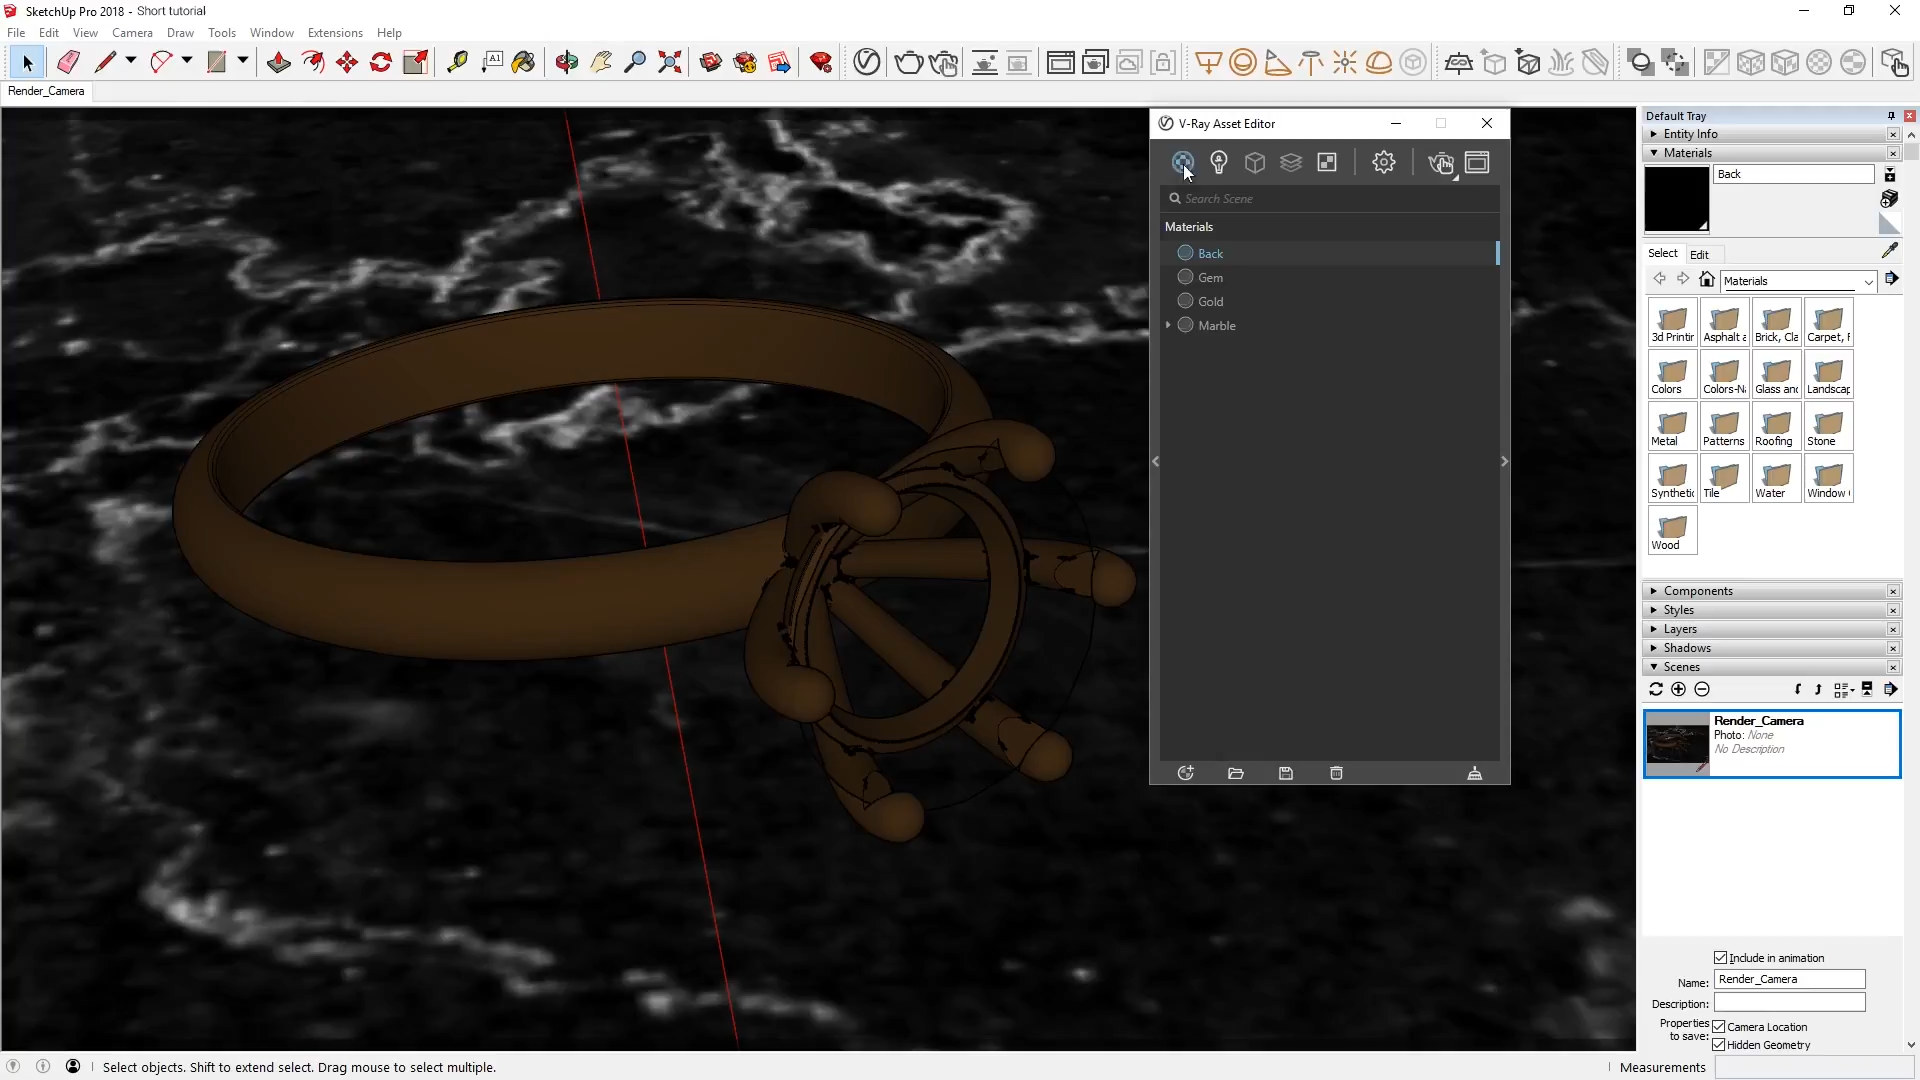 SketchUp Pro 2018 - Short tutorial
File Edit View Camera Draw Tools Window Extensions Help
A1
Render_Camera
V-Ray Asset Editor
Search Scene
Materials
Back
Gem
Gold
Marble
Default Tray
Entity Info
Materials
Back
Select Edit
Materials
3d Printir Asphalt a Brick, Cla Carpet, F
Colors Colors-Na Glass and Landscap
Metal Patterns Roofing Stone
Synthetic Tile Water Window
Wood
Components
Styles
Layers
Shadows
Scenes
Render_Camera
Photo: None
No Description
Include in animation
Name: Render_Camera
Description:
Properties to save: Camera Location
Hidden Geometry
Select objects. Shift to extend select. Drag mouse to select multiple.
Measurements